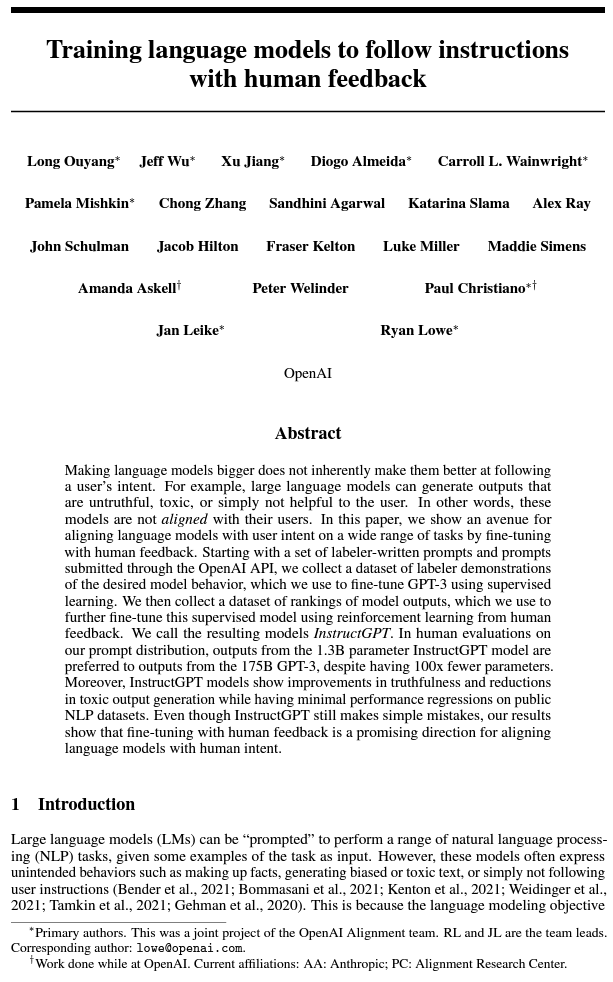 Training language models to follow instructions
with human feedback
Long Ouyang∗ Jeff Wu∗ Xu Jiang∗ Diogo Almeida∗ Carroll L. Wainwright∗
Pamela Mishkin∗ Chong Zhang Sandhini Agarwal Katarina Slama Alex Ray
John Schulman Jacob Hilton Fraser Kelton Luke Miller Maddie Simens
Amanda Askell† Peter Welinder Paul Christiano∗†
Jan Leike∗ Ryan Lowe∗
OpenAI
Abstract
Making language models bigger does not inherently make them better at following
a user's intent. For example, large language models can generate outputs that
are untruthful, toxic, or simply not helpful to the user. In other words, these
models are not aligned with their users. In this paper, we show an avenue for
aligning language models with user intent on a wide range of tasks by fine-tuning
with human feedback. Starting with a set of labeler-written prompts and prompts
submitted through the OpenAI API, we collect a dataset of labeler demonstrations
of the desired model behavior, which we use to fine-tune GPT-3 using supervised
learning. We then collect a dataset of rankings of model outputs, which we use to
further fine-tune this supervised model using reinforcement learning from human
feedback. We call the resulting models InstructGPT. In human evaluations on
our prompt distribution, outputs from the 1.3B parameter InstructGPT model are
preferred to outputs from the 175B GPT-3, despite having 100x fewer parameters.
Moreover, InstructGPT models show improvements in truthfulness and reductions
in toxic output generation while having minimal performance regressions on public
NLP datasets. Even though InstructGPT still makes simple mistakes, our results
show that fine-tuning with human feedback is a promising direction for aligning
language models with human intent.
1 Introduction
Large language models (LMs) can be “prompted” to perform a range of natural language process-
ing (NLP) tasks, given some examples of the task as input. However, these models often express
unintended behaviors such as making up facts, generating biased or toxic text, or simply not following
user instructions (Bender et al., 2021; Bommasani et al., 2021; Kenton et al., 2021; Weidinger et al.,
2021; Tamkin et al., 2021; Gehman et al., 2020). This is because the language modeling objective
∗Primary authors. This was a joint project of the OpenAI Alignment team. RL and JL are the team leads.
Corresponding author: lowe@openai.com.
†Work done while at OpenAI. Current affiliations: AA: Anthropic; PC: Alignment Research Center.